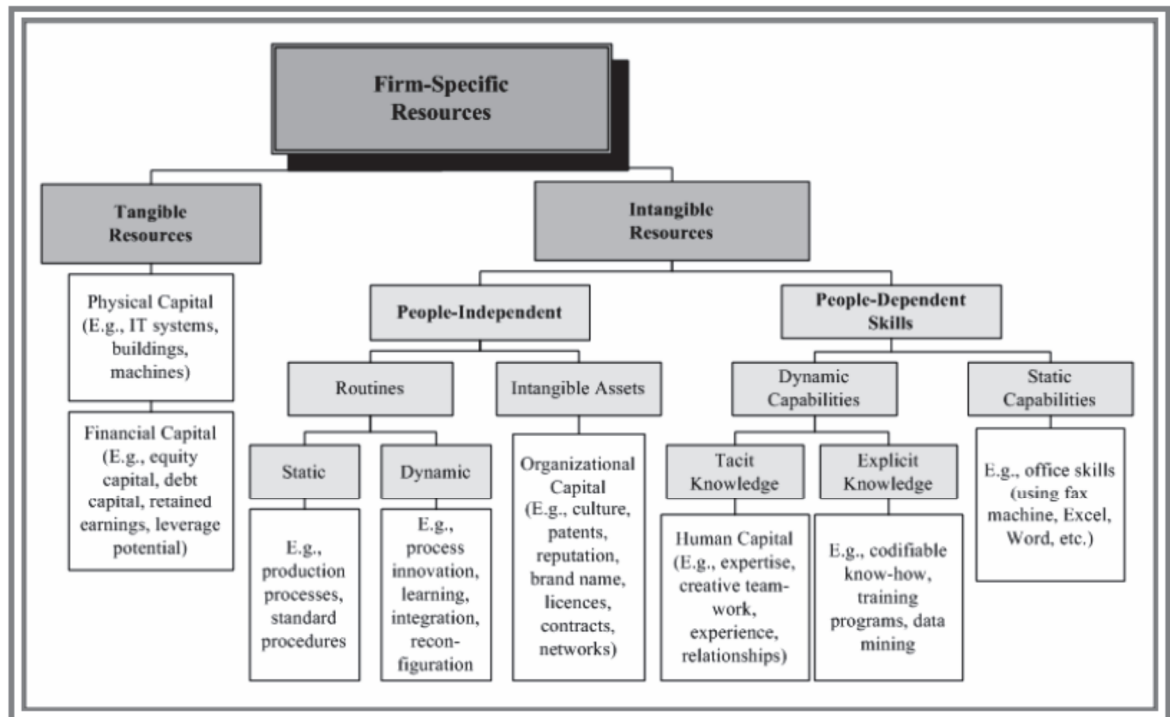 Firm-Specific
Resources
Tangible
Resources
Intangible
Resources
Physical Capital
(E.g., IT systems,
buildings,
machines)
Financial Capital
(E.g., equity
capital, debt
capital, retained
earnings, leverage
potential)
People-Independent
People-Dependent
Skills
Routines
Intangible Assets
Dynamic
Capabilities
Static
Capabilities
Static
Dynamic
E.g.,
production
processes,
standard
procedures
E.g.,
process
innovation,
learning,
integration,
recon-
figuration
Organizational
Capital
(E.g., culture,
patents,
reputation,
brand name,
licences,
contracts,
networks)
Tacit
Knowledge
Explicit
Knowledge
Human Capital
(E.g., expertise,
creative team-
work,
experience,
relationships)
E.g., codifiable
know-how,
training
programs, data
mining
E.g., office skills
(using fax
machine, Excel,
Word, etc.)